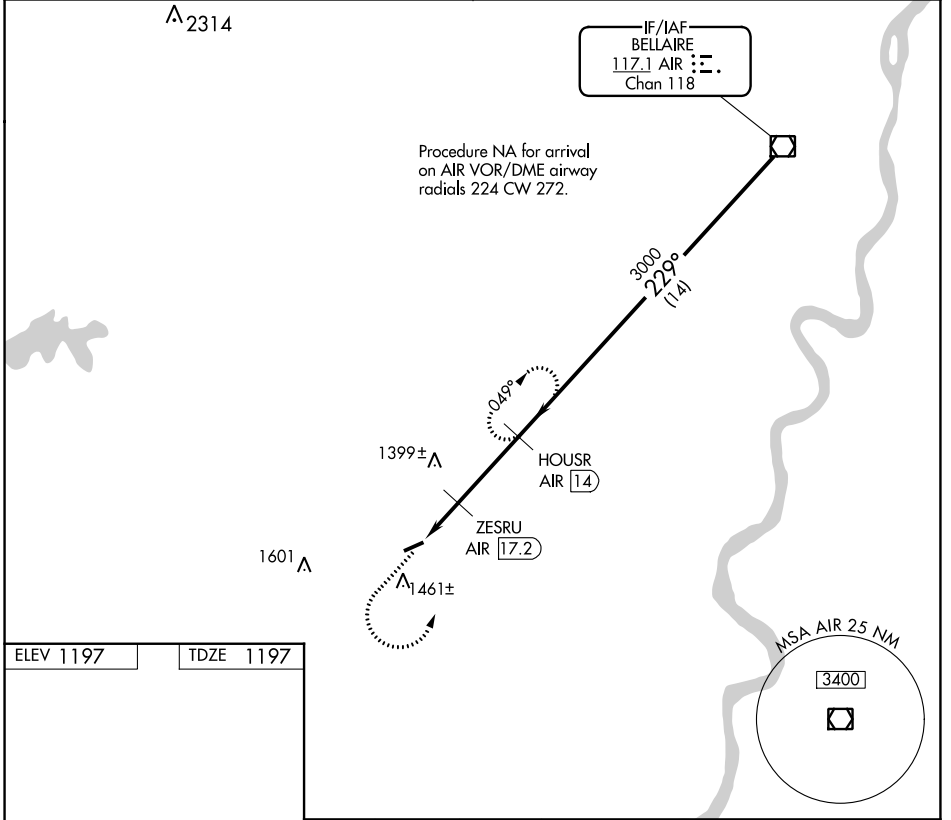 2314
IF/IAF
BELLAIRE
117.1 AIR
Chan 118
Procedure NA for arrival
on AIR VOR/DME airway
radials 224 CW 272.
3000
229°
(14)
049°
1399±
HOUSR
AIR 14
ZESRU
AIR 17.2
1601
1461±
ELEV 1197
TDZE 1197
MSA AIR 25 NM
3400